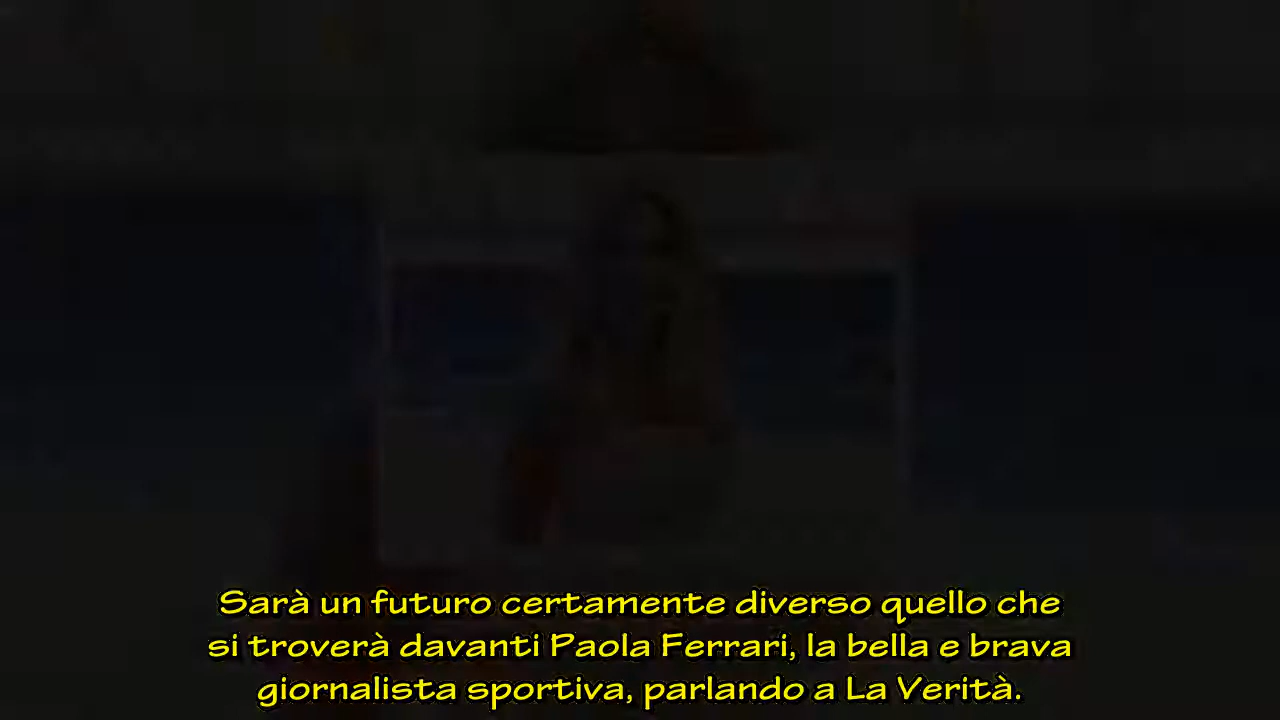 Sarà un futuro certamente diverso quello che
si troverà davanti Paola Ferrari, la bella e brava
giornalista sportiva, parlando a La Verità.